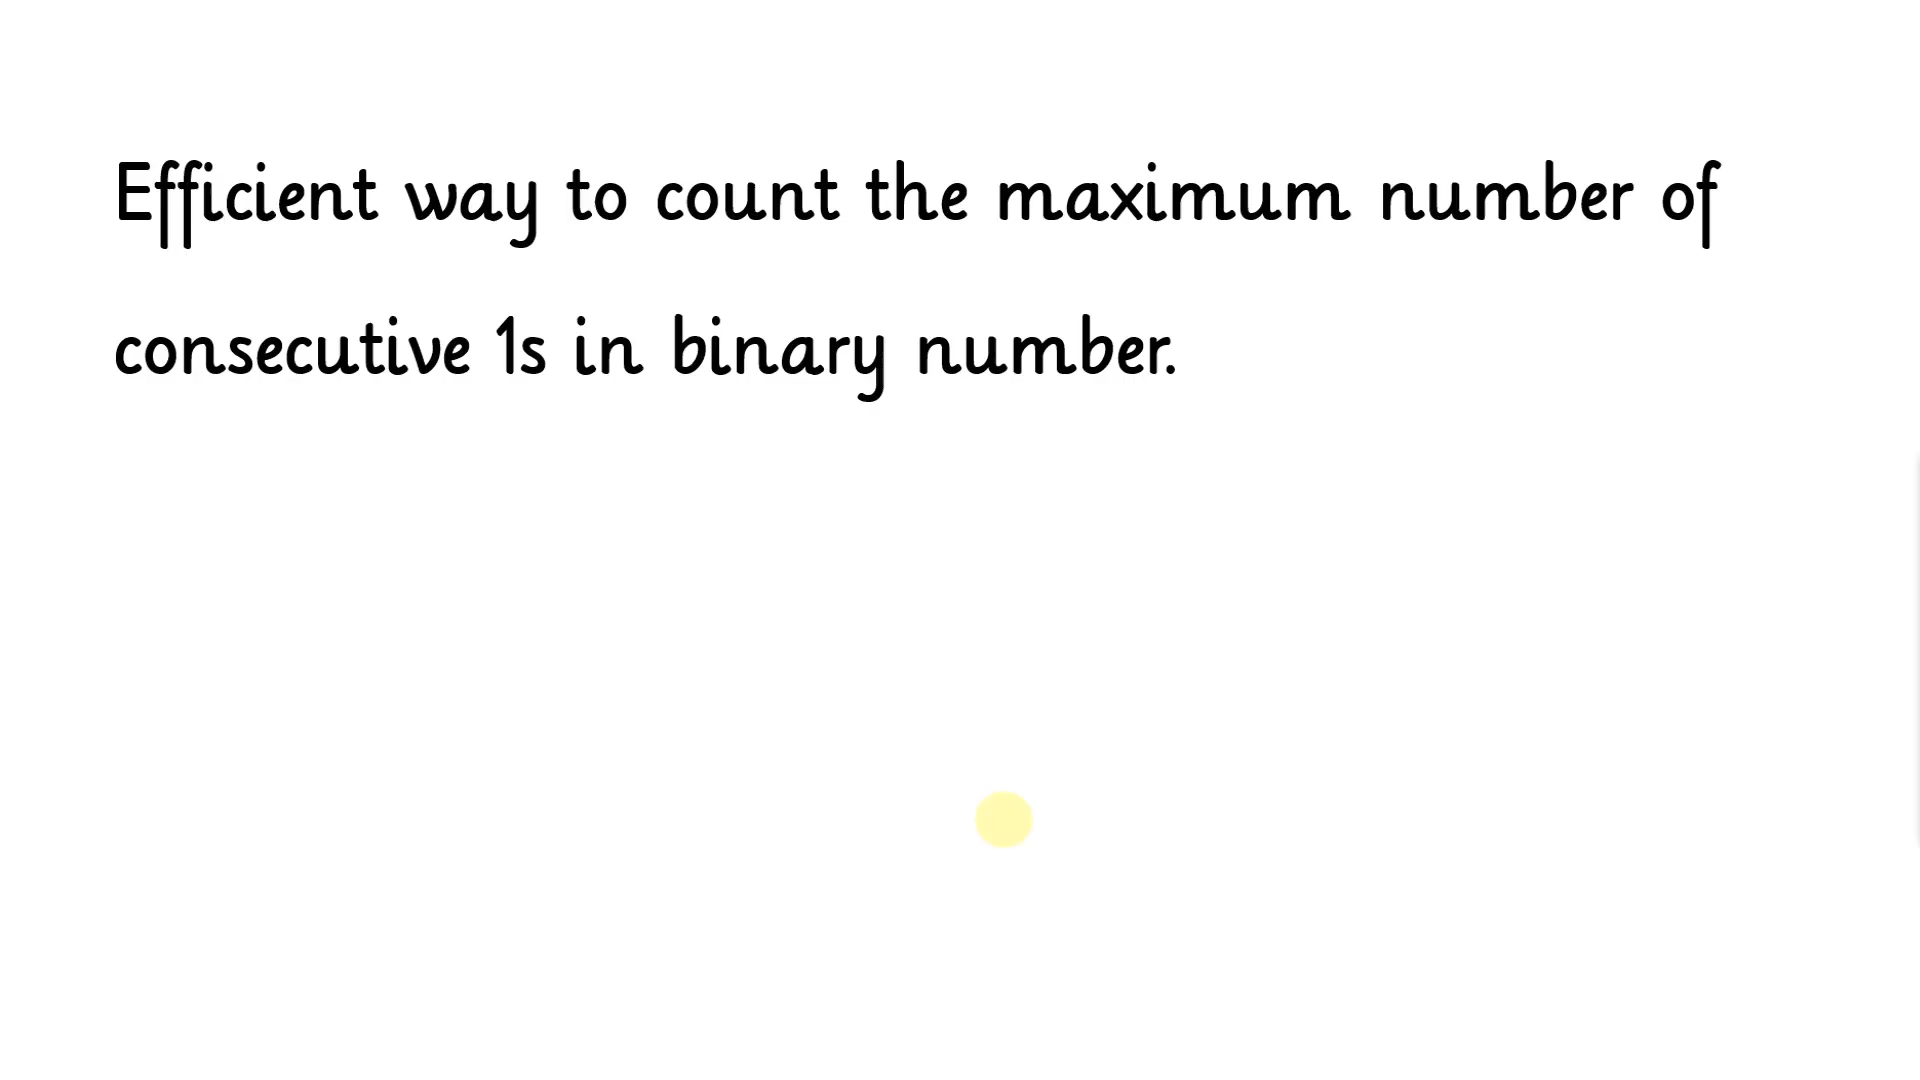 Efficient way to count the maximum number of
consecutive 1s in binary number.